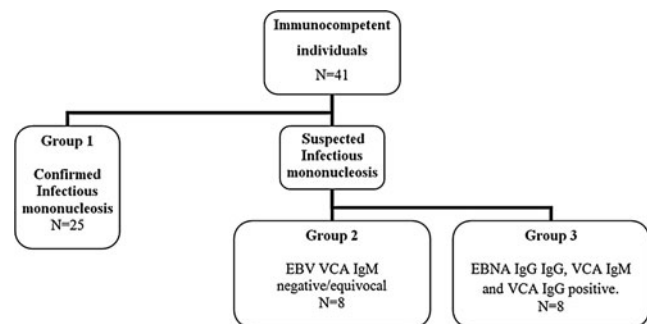 Immunocompetent
individuals
N=41
Group 1
Confirmed
Infectious
mononucleosis
N=25
Suspected
Infectious
mononucleosis
Group 2
EBV VCA IgM
negative/equivocal
N=8
Group 3
EBNA IgG IgG, VCA IgM
and VCA IgG positive.
N=8